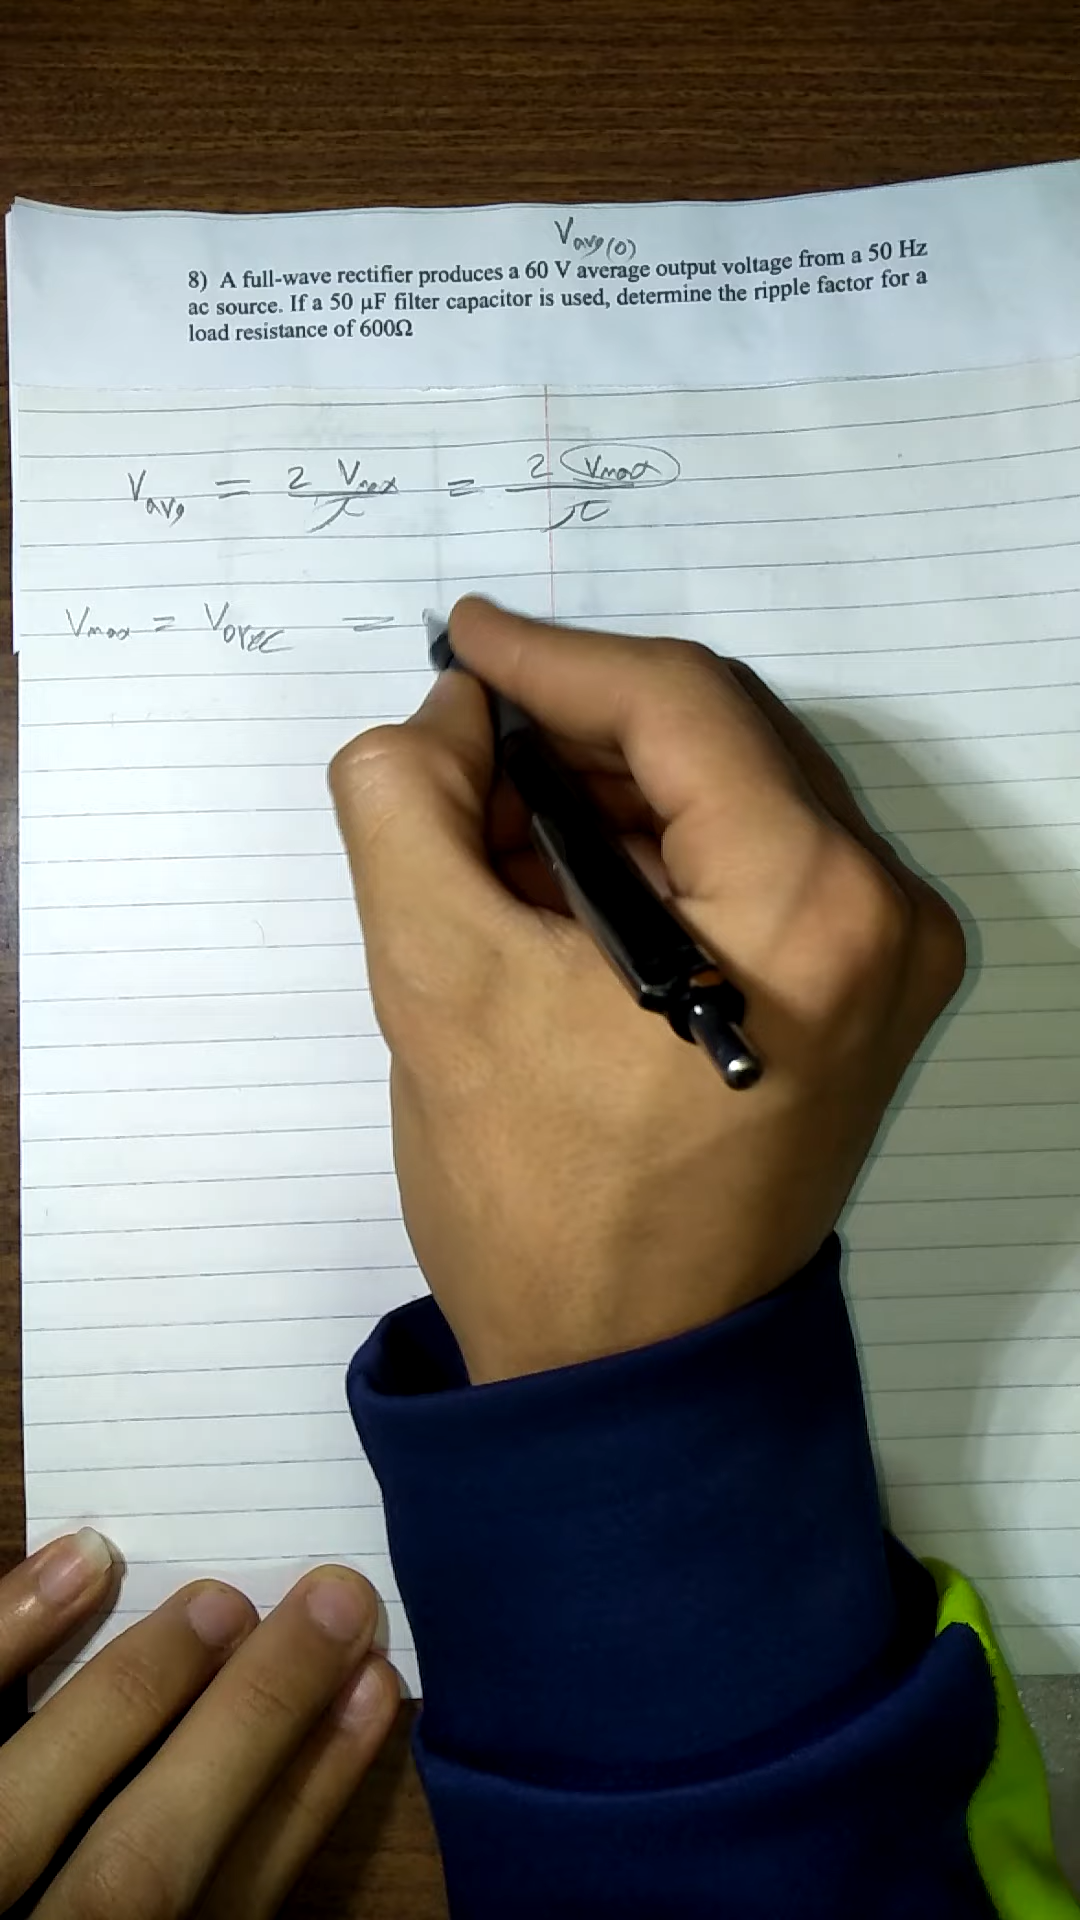 Vavg(0)
8) A full-wave rectifier produces a 60 V average output voltage from a 50 Hz
ac source. If a 50 μF filter capacitor is used, determine the ripple factor for a
load resistance of 600Ω
Vavg = 2 Vmax / π = 2 Vmax / π
Vmax = Vorec =